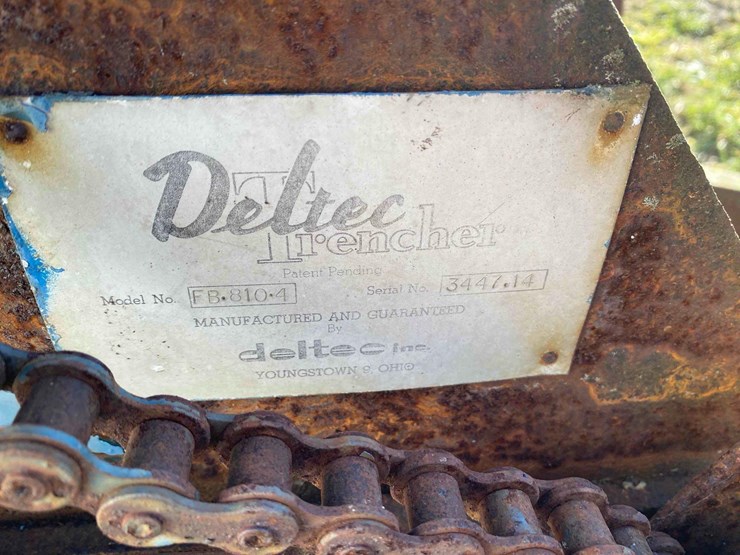 Deltec
Trencher
Patent Pending
Model No. FB.810.4 Serial No. 3447.14
MANUFACTURED AND GUARANTEED
By
deltec Inc.
YOUNGSTOWN 9, OHIO